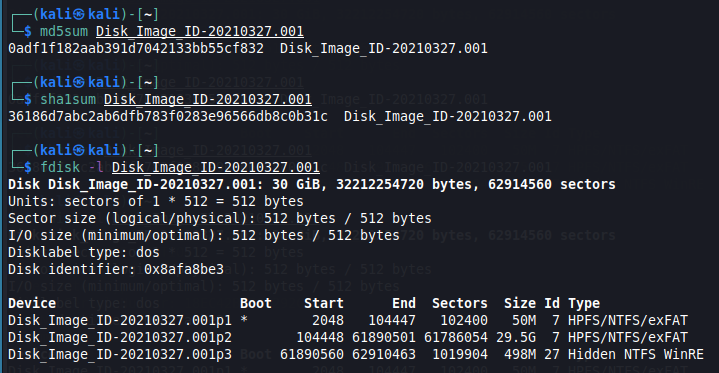 ┌──(kali㉿kali)-[~]
└─$ md5sum Disk_Image_ID-20210327.001
0adf1f182aab391d7042133bb55cf832  Disk_Image_ID-20210327.001
┌──(kali㉿kali)-[~]
└─$ sha1sum Disk_Image_ID-20210327.001
36186d7abc2ab6dfb783f0283e96566db8c0b31c  Disk_Image_ID-20210327.001
┌──(kali㉿kali)-[~]
└─$ fdisk -l Disk_Image_ID-20210327.001
Disk Disk_Image_ID-20210327.001: 30 GiB, 32212254720 bytes, 62914560 sectors
Units: sectors of 1 * 512 = 512 bytes
Sector size (logical/physical): 512 bytes / 512 bytes
I/O size (minimum/optimal): 512 bytes / 512 bytes
Disklabel type: dos
Disk identifier: 0x8afa8be3
Device                       Boot    Start      End  Sectors  Size Id Type
Disk_Image_ID-20210327.001p1 *        2048   104447   102400   50M  7 HPFS/NTFS/exFAT
Disk_Image_ID-20210327.001p2        104448 61890501 61786054 29.5G  7 HPFS/NTFS/exFAT
Disk_Image_ID-20210327.001p3      61890560 62910463  1019904  498M 27 Hidden NTFS WinRE